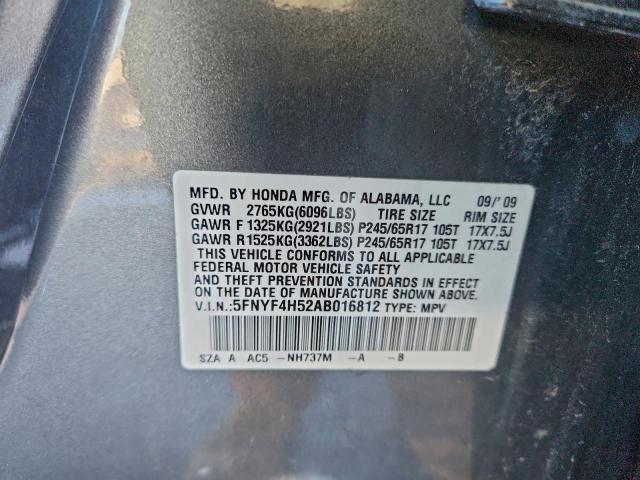 MFD. BY HONDA MFG. OF ALABAMA, LLC 09/'09
GVWR 2765KG(6096LBS) TIRE SIZE RIM SIZE
GAWR F 1325KG(2921LBS) P245/65R17 105T 17X7.5J
GAWR R1525KG(3362LBS) P245/65R17 105T 17X7.5J
THIS VEHICLE CONFORMS TO ALL APPLICABLE
FEDERAL MOTOR VEHICLE SAFETY
AND THEFT PREVENTION STANDARDS IN EFFECT
ON THE DATE OF MANUFACTURE SHOWN ABOVE.
V.I.N.:5FNYF4H52AB016812 TYPE: MPV
SZA A AC5 -NH737M -A -B